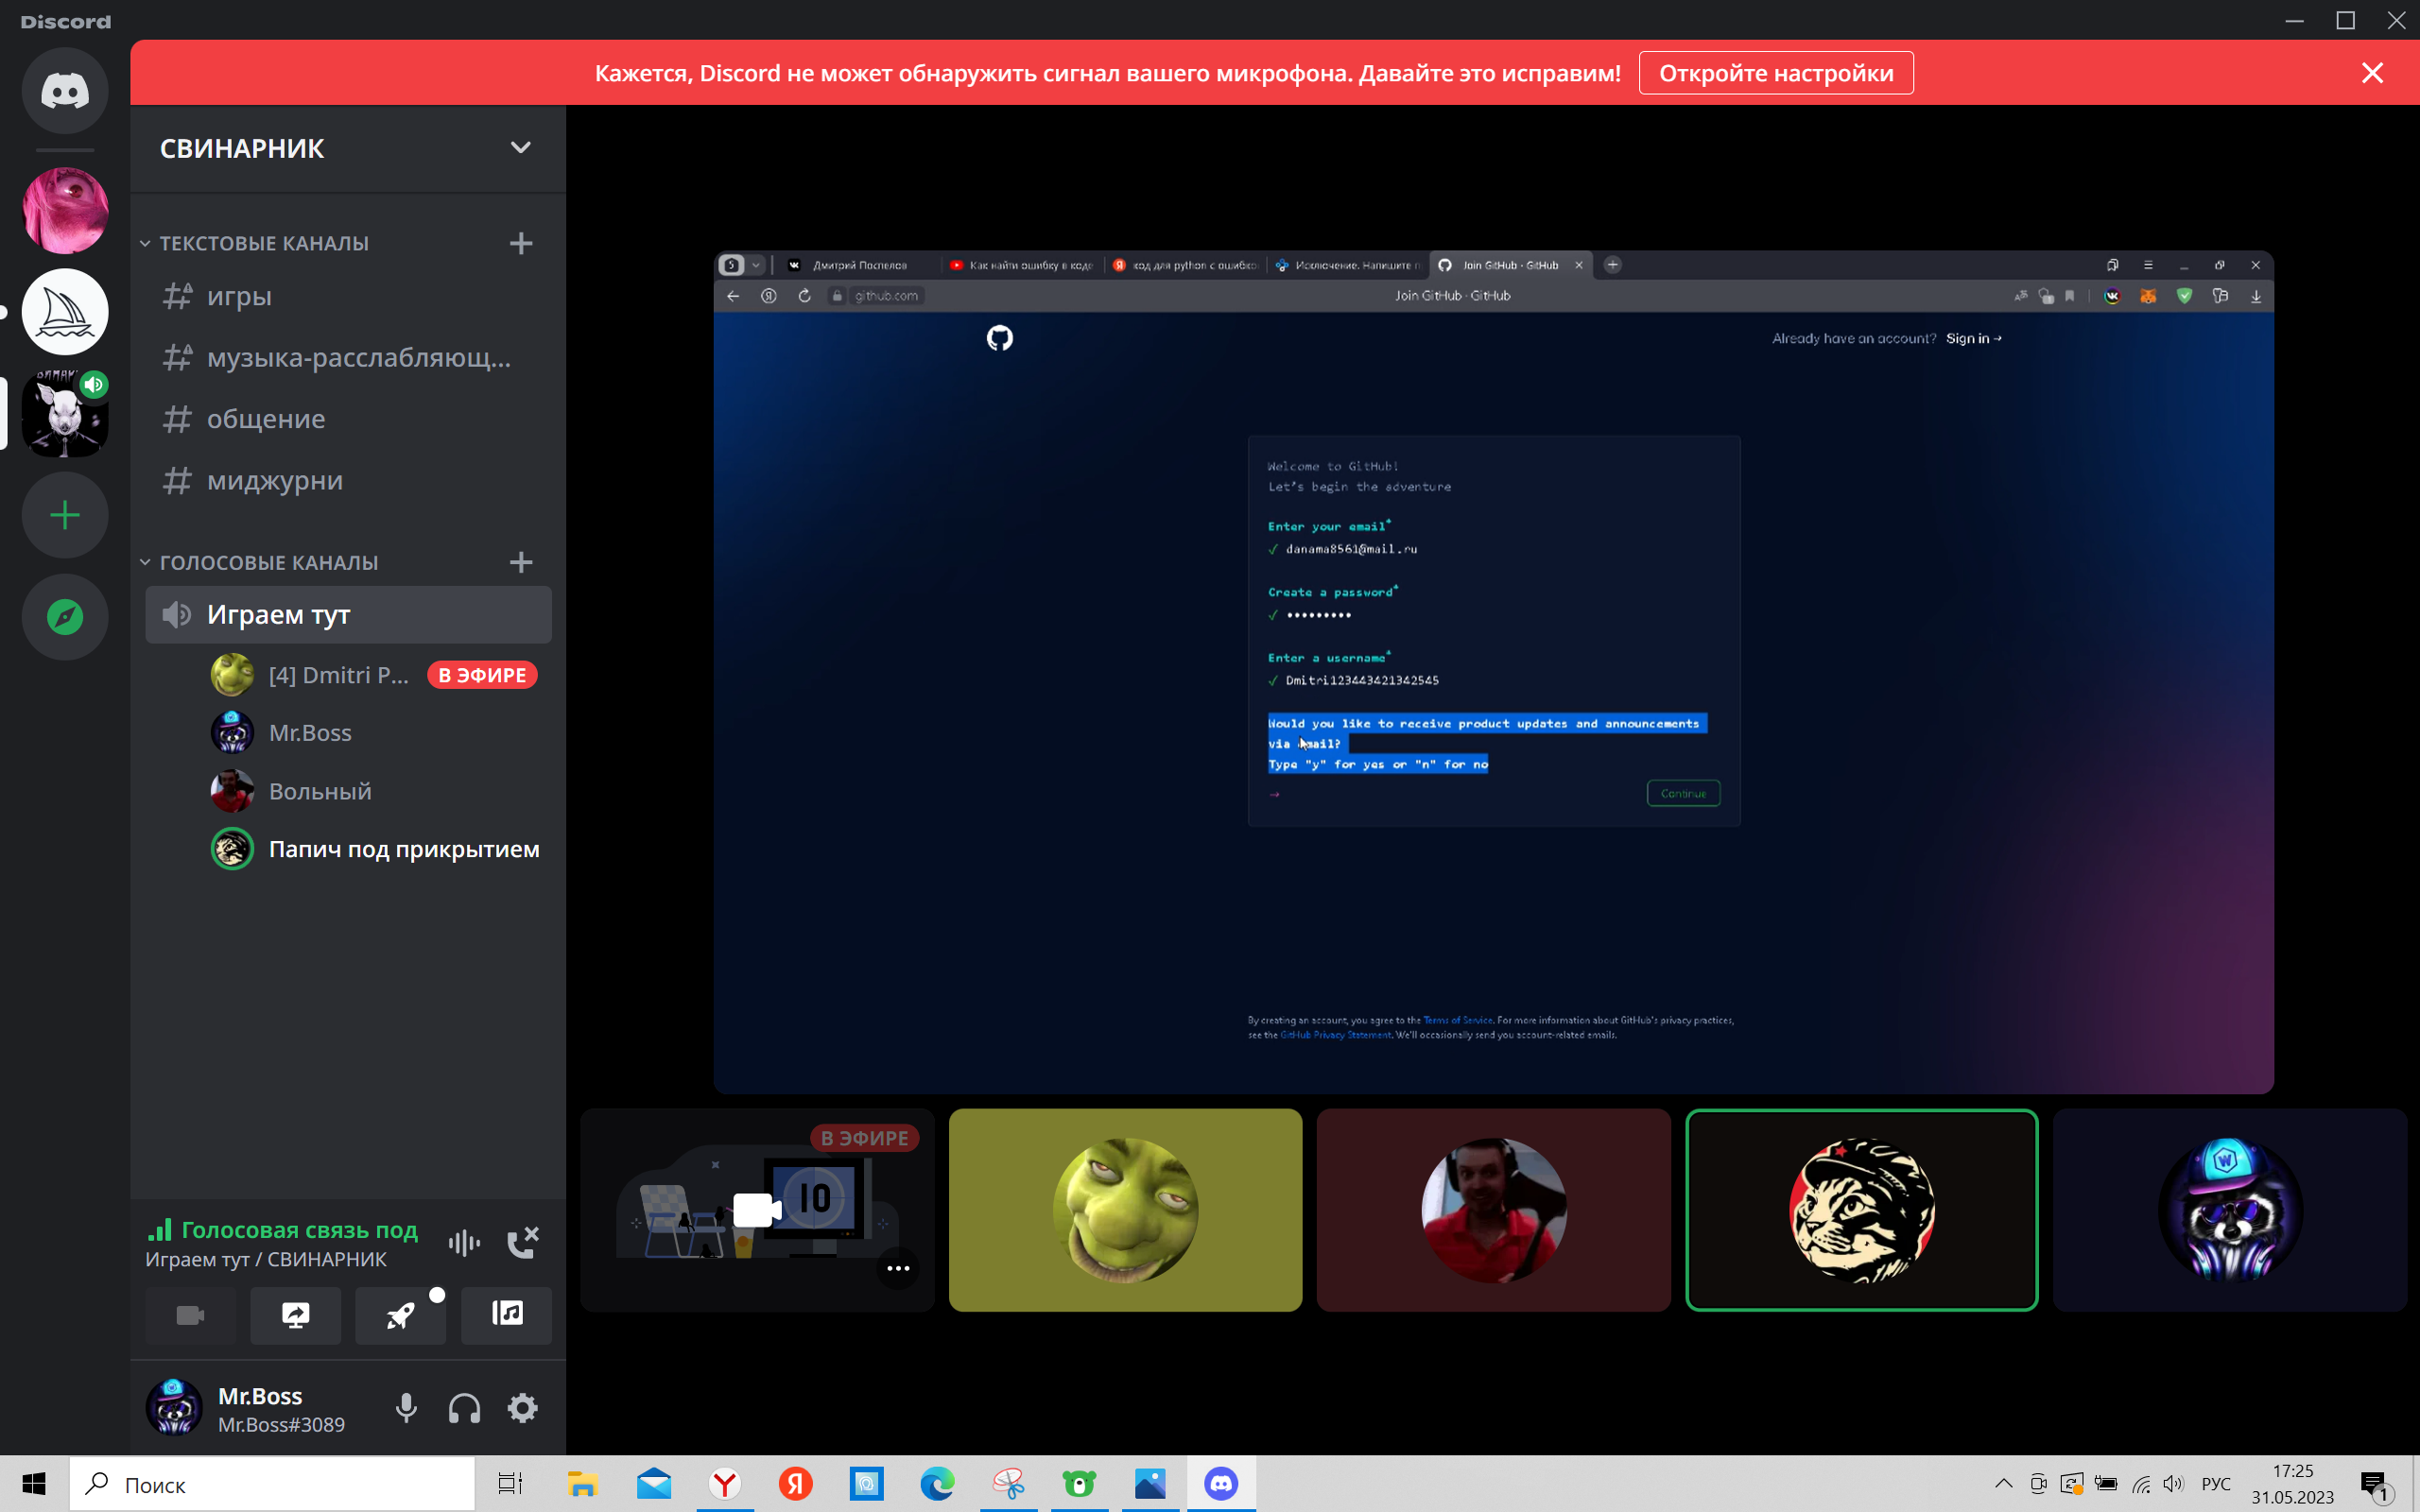 Discord
Кажется, Discord не может обнаружить сигнал вашего микрофона. Давайте это исправим!
Откройте настройки
СВИНАРНИК
ТЕКСТОВЫЕ КАНАЛЫ
игры
музыка-расслабляющ...
общение
миджурни
ГОЛОСОВЫЕ КАНАЛЫ
Играем тут
[4] Dmitri P...
В ЭФИРЕ
Mr.Boss
Вольный
Папич под прикрытием
5
Дмитрий Поспелов
Как найти ошибку в коде
код для python с ошибко
Исключение. Напишите п
Join GitHub · GitHub
github.com
Join GitHub · GitHub
Already have an account? Sign in →
Welcome to GitHub!
Let's begin the adventure
Enter your email*
✓ danama8561@mail.ru
Create a password*
✓ •••••••••
Enter a username*
✓ Dmitri123443421342545
Would you like to receive product updates and announcements
via email?
Type "y" for yes or "n" for no
→
Continue
By creating an account, you agree to the Terms of Service. For more information about GitHub's privacy practices,
see the GitHub Privacy Statement. We'll occasionally send you account-related emails.
В ЭФИРЕ
10
Голосовая связь под
Играем тут / СВИНАРНИК
Mr.Boss
Mr.Boss#3089
Поиск
РУС
17:25
31.05.2023
1